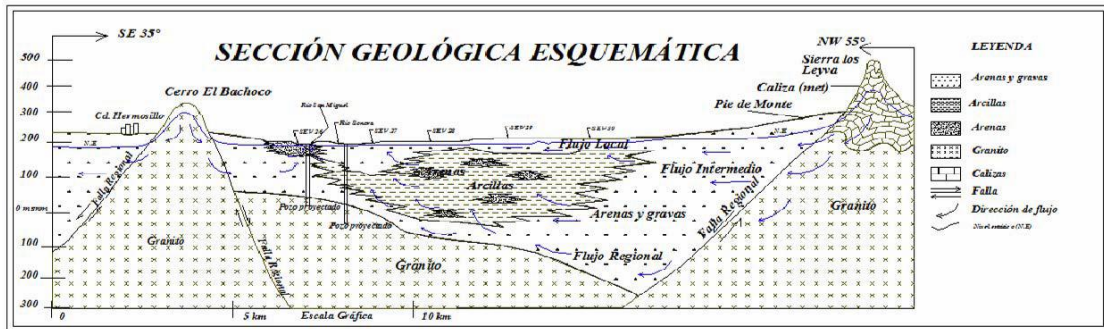 SE 35°
SECCIÓN GEOLÓGICA ESQUEMÁTICA
NW 55°
Sierra los
Leyva
Caliza (met)
Pie de Monte
Cerro El Bachoco
Cd. Hermosillo
Río San Miguel
Río Sonora
SEV 26
SEV 27
SEV 28
SEV 29
SEV 30
500
400
300
200
100
0 msnm
100
200
300
N.E
N.E
Flujo Local
Flujo Intermedio
Arenas
Arcillas
Arenas y gravas
Flujo Regional
Pozo proyectado
Pozo proyectado
Falla Regional
Falla Regional
Falla Regional
Granito
Granito
Granito
0
5 km
Escala Gráfica
10 km
LEYENDA
Arenas y gravas
Arcillas
Arenas
Granito
Calizas
Falla
Dirección de flujo